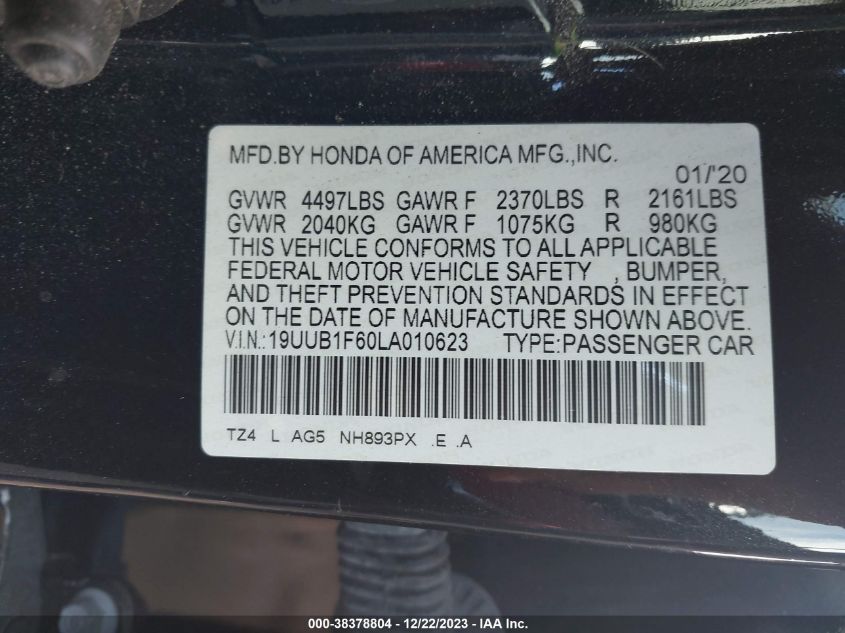 MFD.BY HONDA OF AMERICA MFG.,INC.
01/'20
GVWR 4497LBS GAWR F 2370LBS R 2161LBS
GVWR 2040KG GAWR F 1075KG R 980KG
THIS VEHICLE CONFORMS TO ALL APPLICABLE
FEDERAL MOTOR VEHICLE SAFETY , BUMPER,
AND THEFT PREVENTION STANDARDS IN EFFECT
ON THE DATE OF MANUFACTURE SHOWN ABOVE.
V.I.N.:19UUB1F60LA010623 TYPE:PASSENGER CAR
TZ4 L AG5 NH893PX .E .A
000-38378804 - 12/22/2023 - IAA Inc.